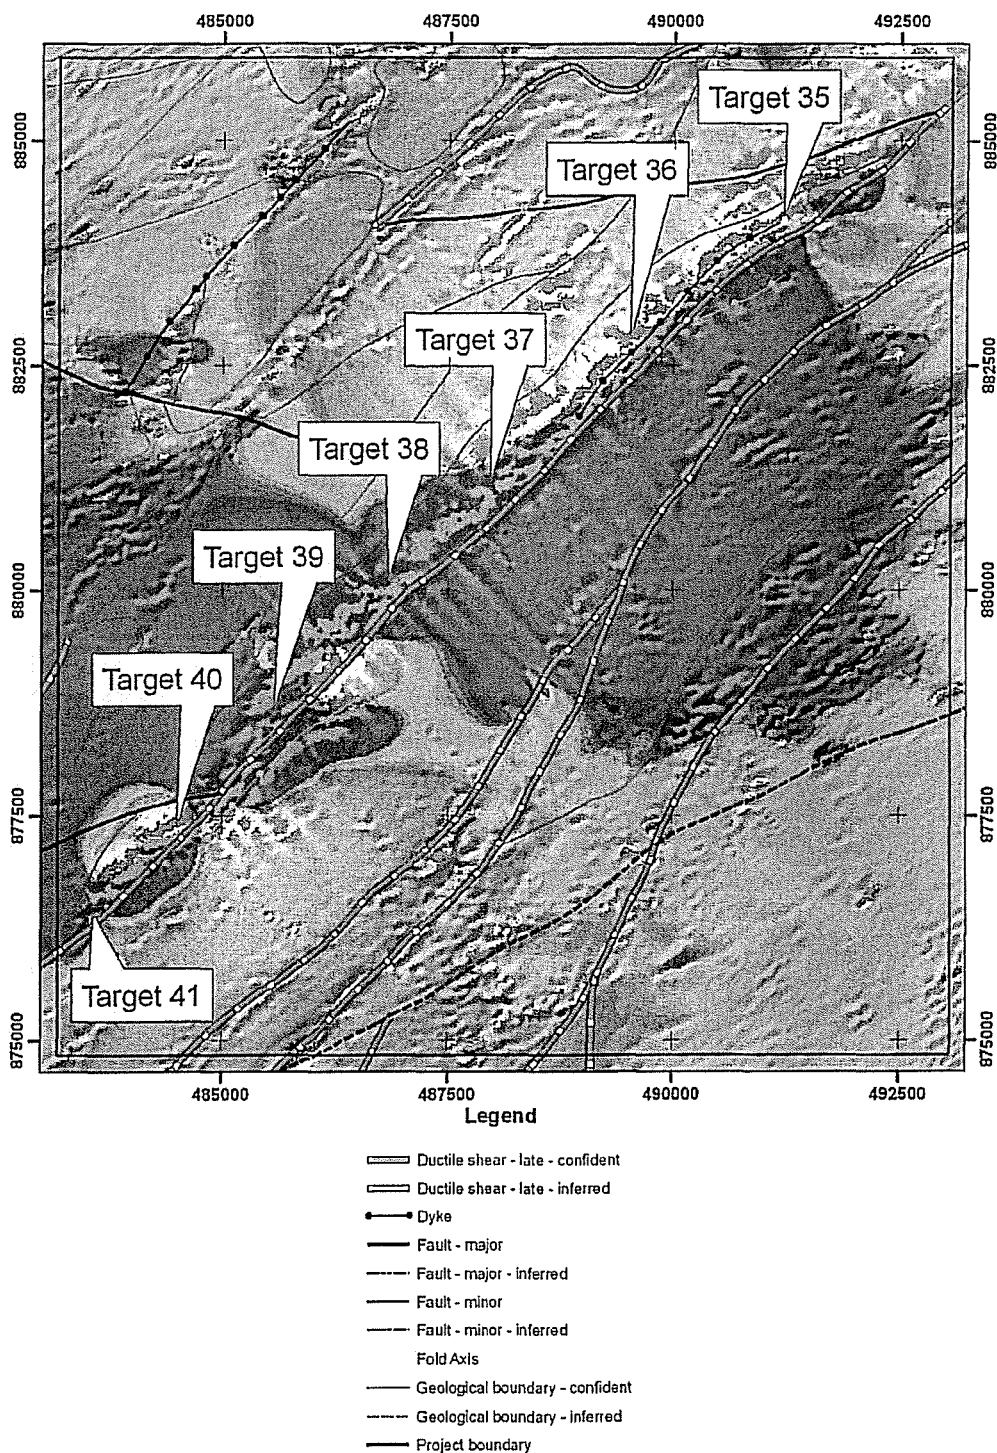 485000 487500 490000 492500
Target 35
885000 885000
Target 36
Target 37
882500 882500
Target 38
Target 39
880000 880000
Target 40
877500 877500
Target 41
875000 875000
485000 487500 490000 492500
Legend
Ductile shear - late - confident
Ductile shear - late - inferred
Dyke
Fault - major
Fault - major - inferred
Fault - minor
Fault - minor - inferred
Fold Axis
Geological boundary - confident
Geological boundary - inferred
Project boundary